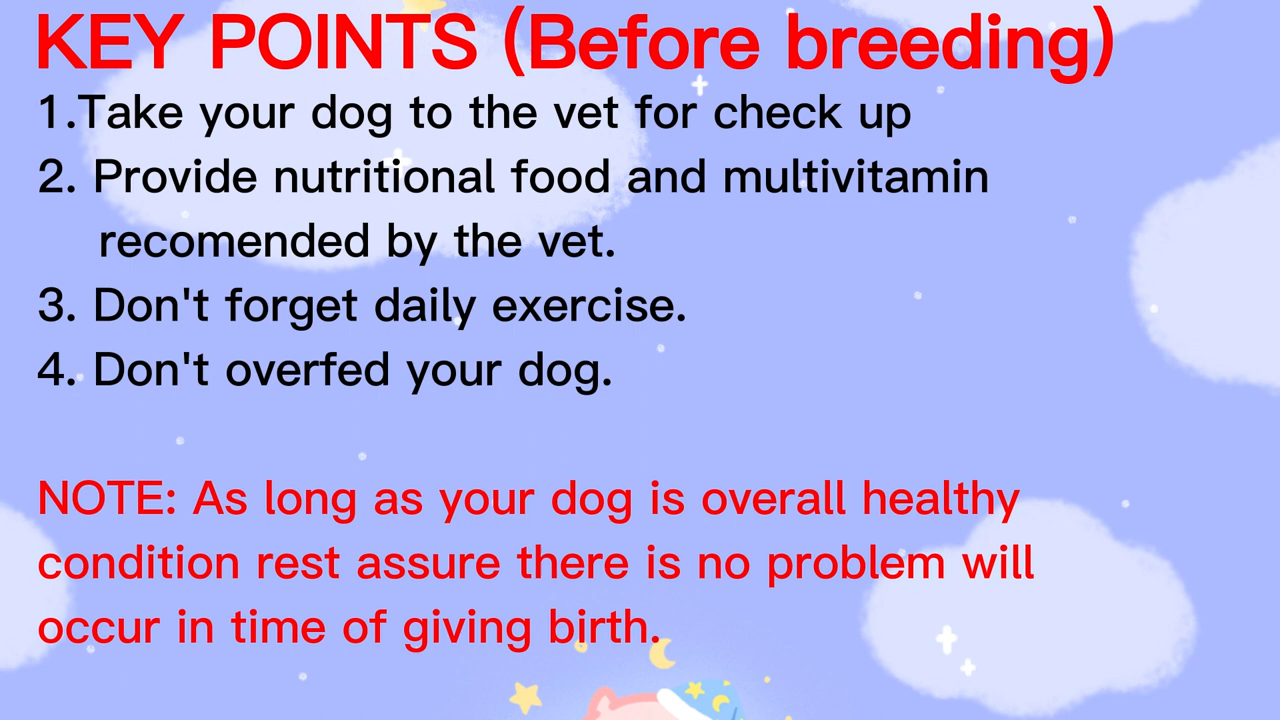 KEY POINTS (Before breeding)
1.Take your dog to the vet for check up
2. Provide nutritional food and multivitamin
recomended by the vet.
3. Don't forget daily exercise.
4. Don't overfed your dog.
NOTE: As long as your dog is overall healthy
condition rest assure there is no problem will
occur in time of giving birth.